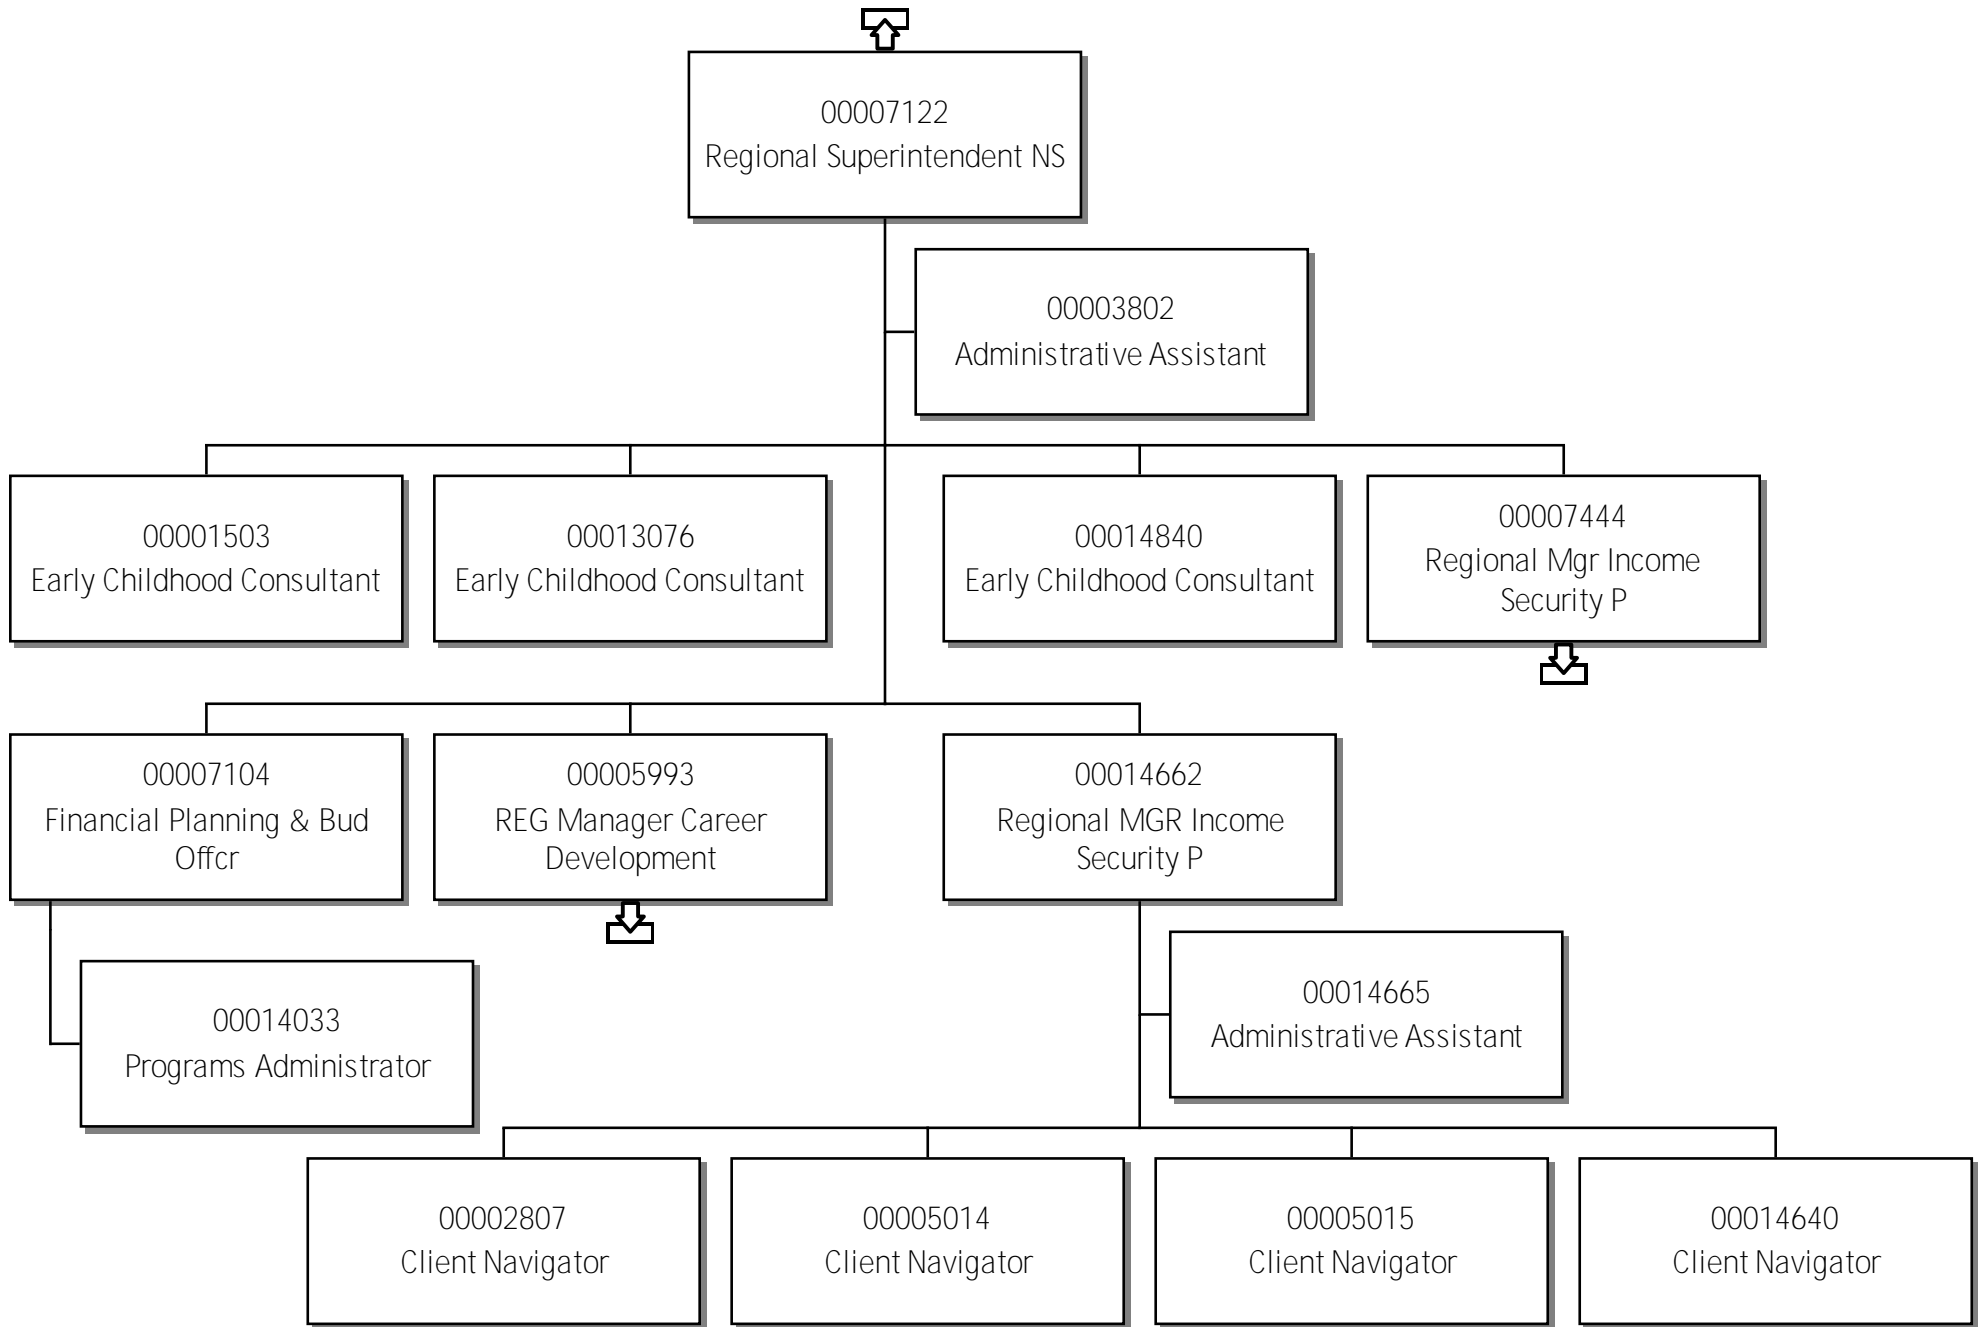 00007122
Regional Superintendent NS
00003802
Administrative Assistant
00001503
Early Childhood Consultant
00013076
Early Childhood Consultant
00014840
Early Childhood Consultant
00007444
Regional Mgr Income
Security P
00007104
Financial Planning & Bud
Offcr
00005993
REG Manager Career
Development
00014662
Regional MGR Income
Security P
00014033
Programs Administrator
00014665
Administrative Assistant
00002807
Client Navigator
00005014
Client Navigator
00005015
Client Navigator
00014640
Client Navigator